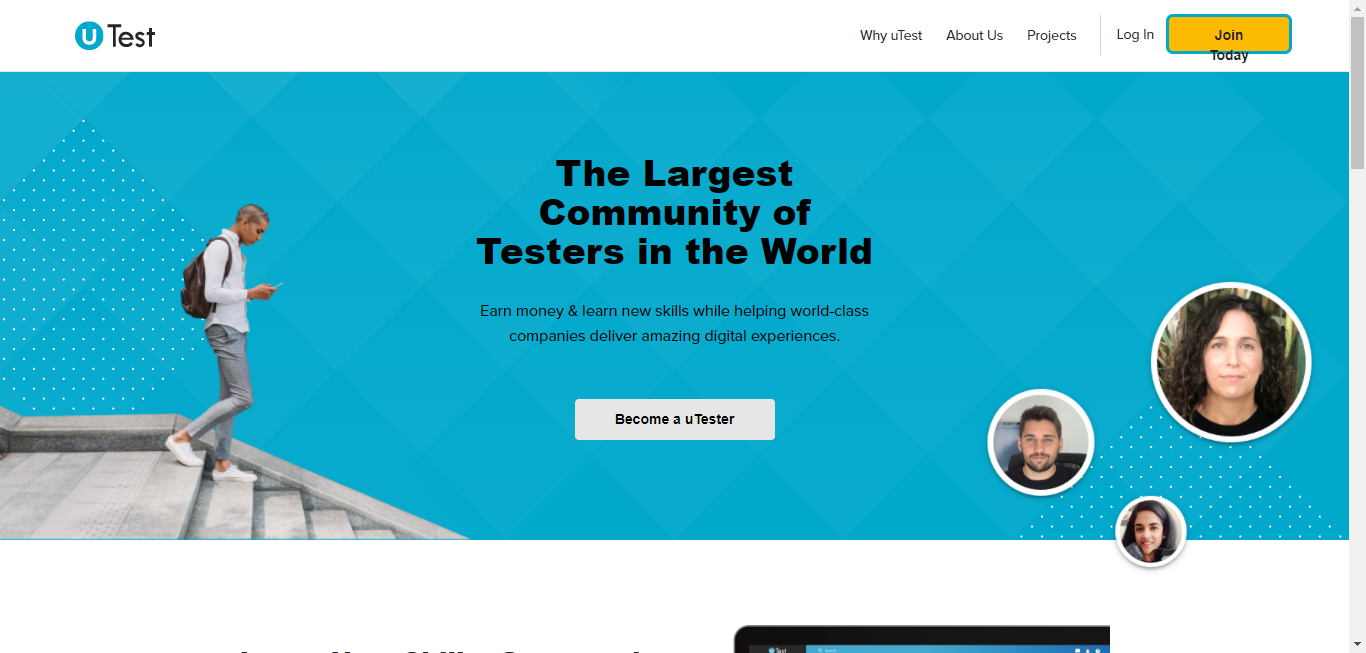 uTest
Why uTest
About Us
Projects
Log In
Join
Today
The Largest
Community of
Testers in the World
Earn money & learn new skills while helping world-class
companies deliver amazing digital experiences.
Become a uTester